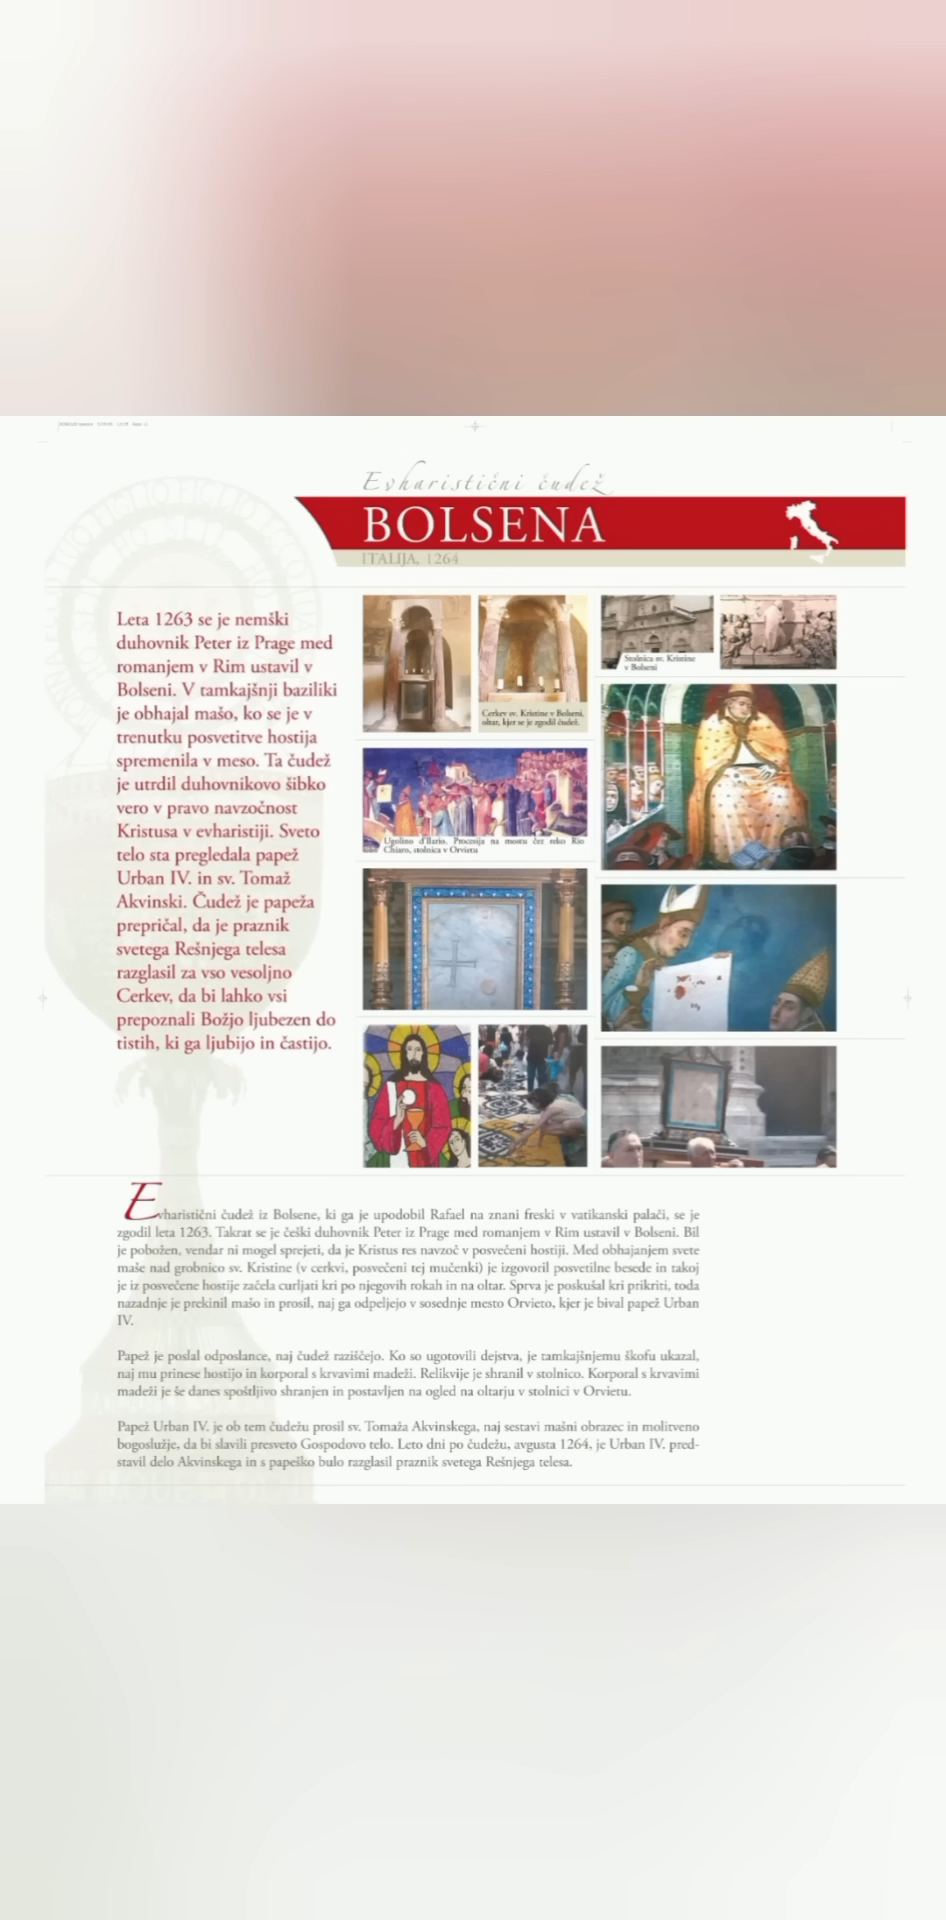 Evharistični čudež
BOLSENA
ITALIJA, 1264
Leta 1263 se je nemški
duhovnik Peter iz Prage med
romanjem v Rim ustavil v
Bolseni. V tamkajšnji baziliki
je obhajal mašo, ko se je v
trenutku posvetitve hostija
spremenila v meso. Ta čudež
je utrdil duhovnikovo šibko
vero v pravo navzočnost
Kristusa v evharistiji. Sveto
telo sta pregledala papež
Urban IV. in sv. Tomaž
Akvinski. Čudež je papeža
prepričal, da je praznik
svetega Rešnjega telesa
razglasil za vso vesoljno
Cerkev, da bi lahko vsi
prepoznali Božjo ljubezen do
tistih, ki ga ljubijo in častijo.
Cerkev sv. Kristine v Bolseni,
oltar, kjer se je zgodil čudež.
Stolnica sv. Kristine
v Bolseni
Ugolino d'Ilario, Procesija na mostu čez reko Rio
Chiaro, stolnica v Orvietu
Evharistični čudež iz Bolsene, ki ga je upodobil Rafael na znani freski v vatikanski palači, se je
zgodil leta 1263. Takrat se je češki duhovnik Peter iz Prage med romanjem v Rim ustavil v Bolseni. Bil
je pobožen, vendar ni mogel sprejeti, da je Kristus res navzoč v posvečeni hostiji. Med obhajanjem svete
maše nad grobnico sv. Kristine (v cerkvi, posvečeni tej mučenki) je izgovoril posvetilne besede in takoj
je iz posvečene hostije začela curljati kri po njegovih rokah in na oltar. Sprva je poskušal kri prikriti, toda
nazadnje je prekinil mašo in prosil, naj ga odpeljejo v sosednje mesto Orvieto, kjer je bival papež Urban
IV.
Papež je poslal odposlance, naj čudež raziščejo. Ko so ugotovili dejstva, je tamkajšnjemu škofu ukazal,
naj mu prinese hostijo in korporal s krvavimi madeži. Relikvije je shranil v stolnico. Korporal s krvavimi
madeži je še danes spoštljivo shranjen in postavljen na ogled na oltarju v stolnici v Orvietu.
Papež Urban IV. je ob tem čudežu prosil sv. Tomaža Akvinskega, naj sestavi mašni obrazec in molitveno
bogoslužje, da bi slavili presveto Gospodovo telo. Leto dni po čudežu, avgusta 1264, je Urban IV. pred-
stavil delo Akvinskega in s papeško bulo razglasil praznik svetega Rešnjega telesa.